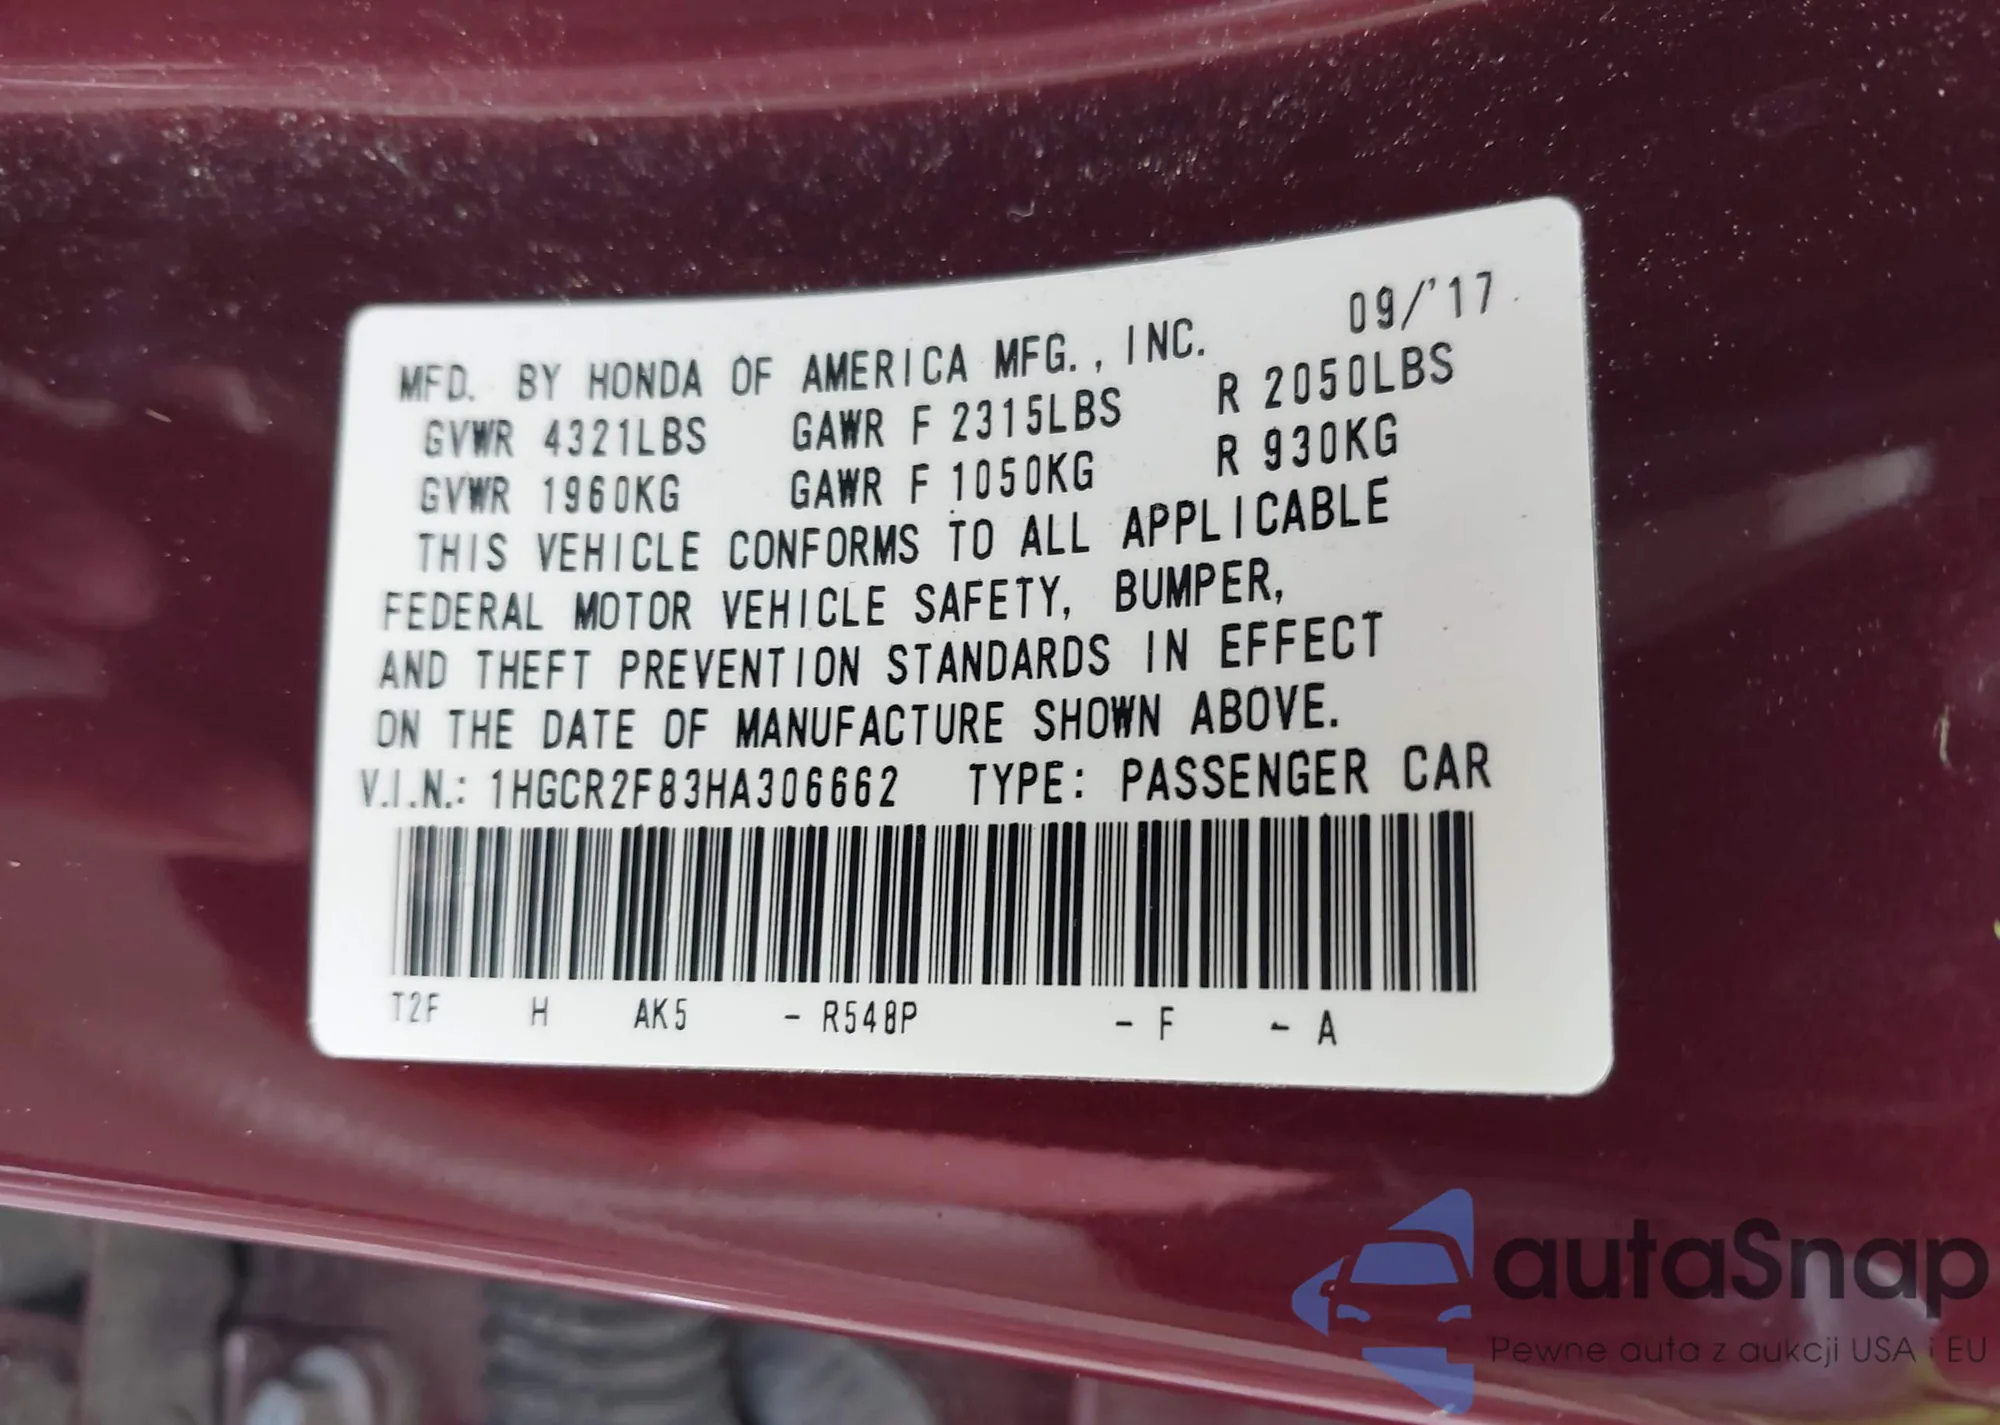 09/'17
MFD. BY HONDA OF AMERICA MFG., INC.
GVWR 4321LBS GAWR F 2315LBS R 2050LBS
GVWR 1960KG GAWR F 1050KG R 930KG
THIS VEHICLE CONFORMS TO ALL APPLICABLE
FEDERAL MOTOR VEHICLE SAFETY, BUMPER,
AND THEFT PREVENTION STANDARDS IN EFFECT
ON THE DATE OF MANUFACTURE SHOWN ABOVE.
V.I.N.: 1HGCR2F83HA306662 TYPE: PASSENGER CAR
T2F H AK5 - R548P - F - A
autaSnap
Pewne auta z aukcji USA i EU